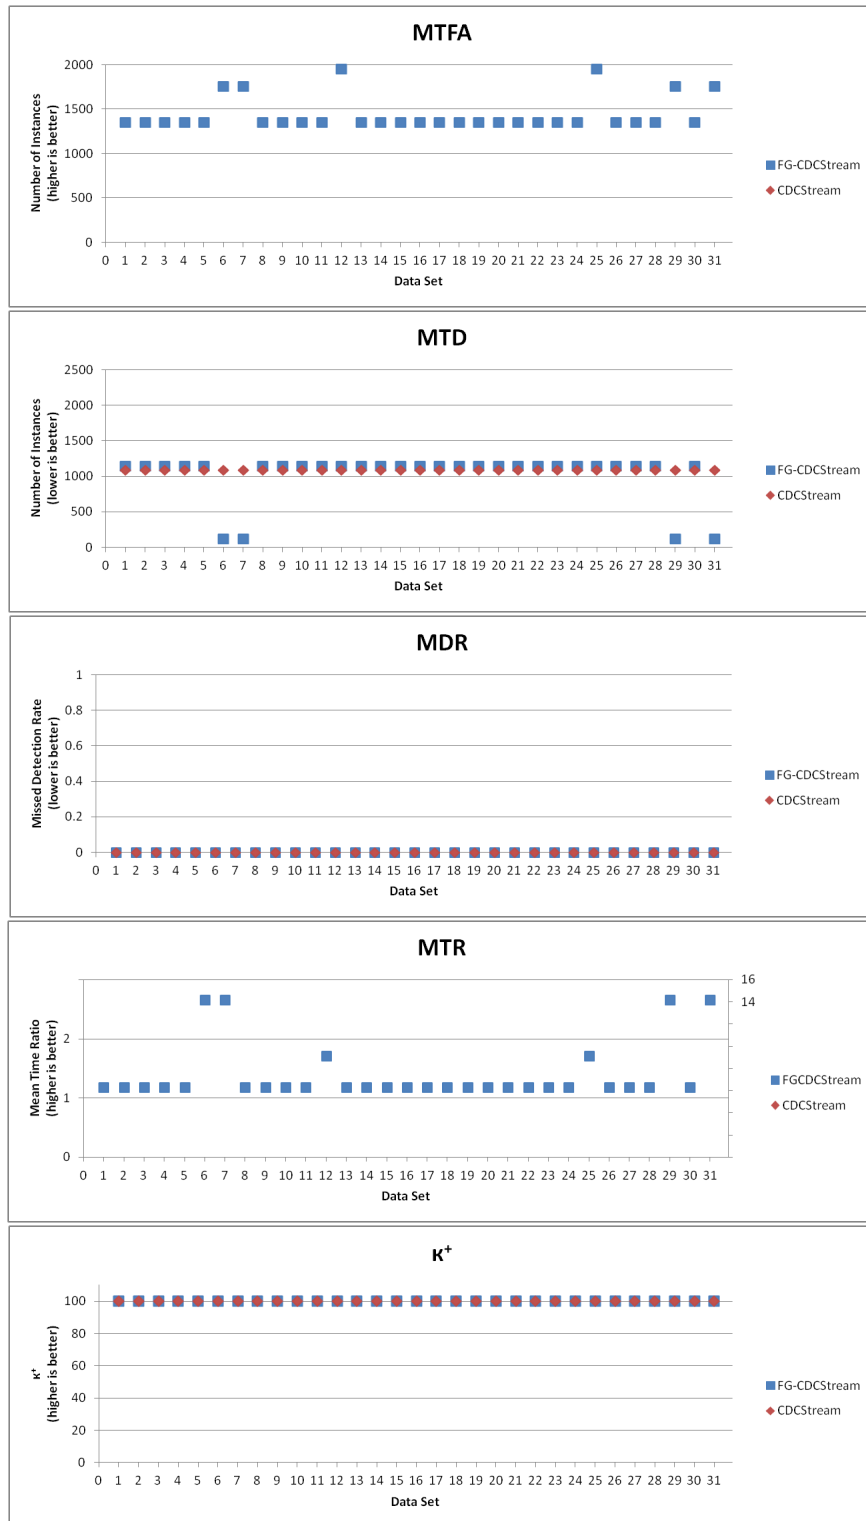 MTFA
2000
1500
1000
500
0
Number of Instances
(higher is better)
0 1 2 3 4 5 6 7 8 9 10 11 12 13 14 15 16 17 18 19 20 21 22 23 24 25 26 27 28 29 30 31
Data Set
FG-CDCStream
CDCStream
MTD
2500
2000
1500
1000
500
0
Number of Instances
(lower is better)
0 1 2 3 4 5 6 7 8 9 10 11 12 13 14 15 16 17 18 19 20 21 22 23 24 25 26 27 28 29 30 31
Data Set
FG-CDCStream
CDCStream
MDR
1
0.8
0.6
0.4
0.2
0
Missed Detection Rate
(lower is better)
0 1 2 3 4 5 6 7 8 9 10 11 12 13 14 15 16 17 18 19 20 21 22 23 24 25 26 27 28 29 30 31
Data Set
FG-CDCStream
CDCStream
MTR
2
1
0
16
14
Mean Time Ratio
(higher is better)
0 1 2 3 4 5 6 7 8 9 10 11 12 13 14 15 16 17 18 19 20 21 22 23 24 25 26 27 28 29 30 31
Data Set
FGCDCStream
CDCStream
κ⁺
100
80
60
40
20
0
κ⁺
(higher is better)
0 1 2 3 4 5 6 7 8 9 10 11 12 13 14 15 16 17 18 19 20 21 22 23 24 25 26 27 28 29 30 31
Data Set
FG-CDCStream
CDCStream